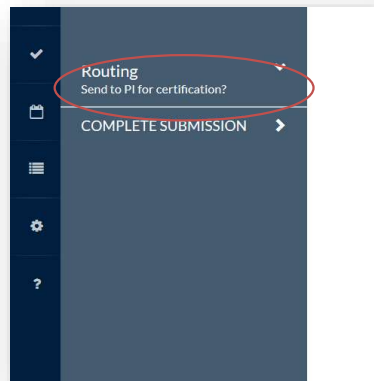 Routing
Send to PI for certification?
COMPLETE SUBMISSION
?